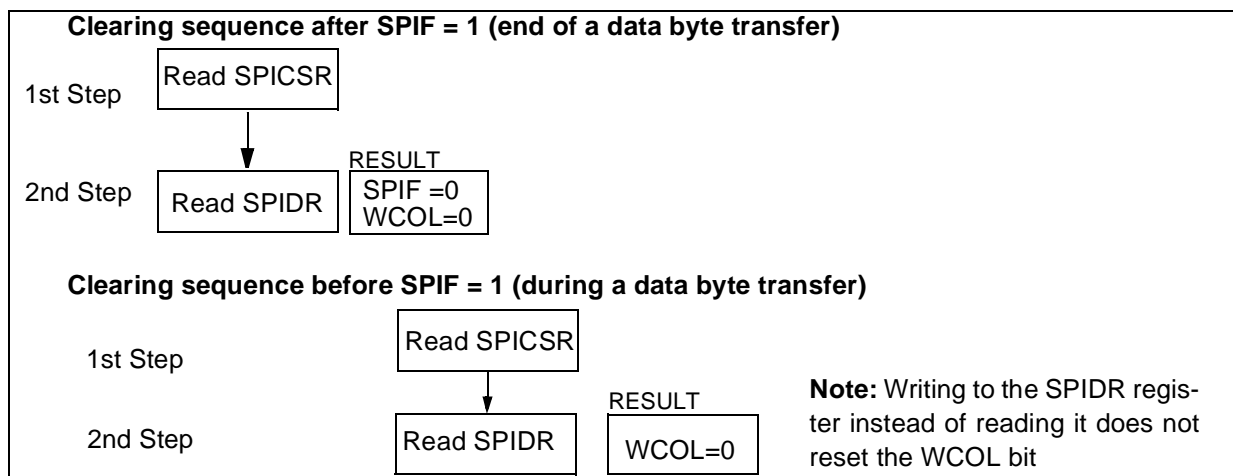 Clearing sequence after SPIF = 1 (end of a data byte transfer)
1st Step
Read SPICSR
2nd Step
Read SPIDR
RESULT
SPIF =0
WCOL=0
Clearing sequence before SPIF = 1 (during a data byte transfer)
1st Step
Read SPICSR
2nd Step
Read SPIDR
RESULT
WCOL=0
Note: Writing to the SPIDR regis-
ter instead of reading it does not
reset the WCOL bit